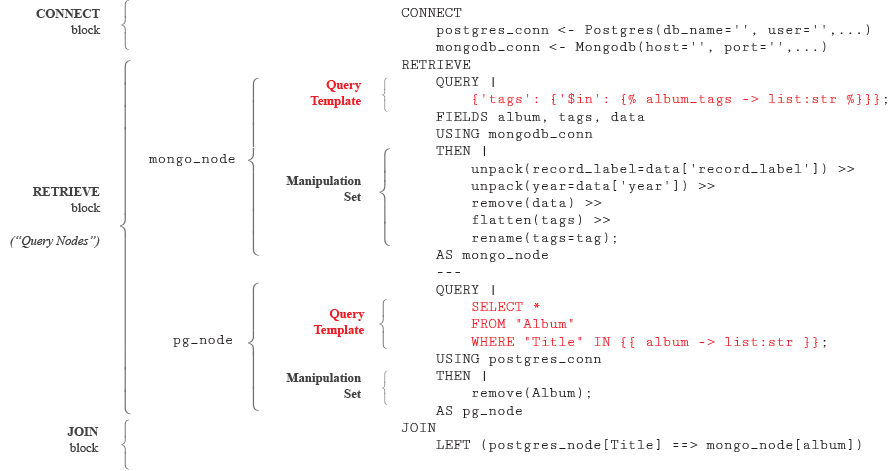 CONNECT
block
RETRIEVE
block
(“Query Nodes”)
JOIN
block
mongo_node
pg_node
Query
Template
Manipulation
Set
Query
Template
Manipulation
Set
CONNECT
postgres_conn <- Postgres(db_name='', user='',...)
mongodb_conn <- Mongodb(host='', port='',...)
RETRIEVE
QUERY |
{'tags': {'$in': {% album_tags -> list:str %}}};
FIELDS album, tags, data
USING mongodb_conn
THEN |
unpack(record_label=data['record_label']) >>
unpack(year=data['year']) >>
remove(data) >>
flatten(tags) >>
rename(tags=tag);
AS mongo_node
---
QUERY |
SELECT *
FROM "Album"
WHERE "Title" IN {{ album -> list:str }};
USING postgres_conn
THEN |
remove(Album);
AS pg_node
JOIN
LEFT (postgres_node[Title] ==> mongo_node[album])